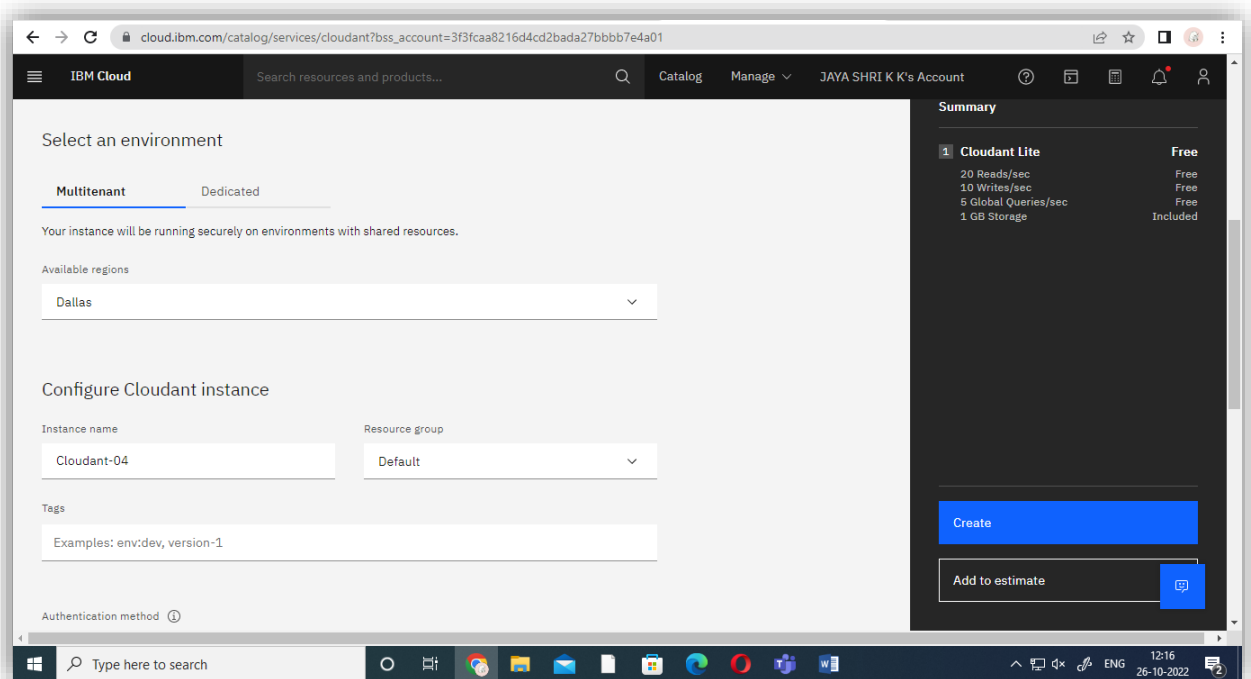 cloud.ibm.com/catalog/services/cloudant?bss_account=3f3fcaa8216d4cd2bada27bbbb7e4a01
IBM Cloud
Search resources and products...
Catalog
Manage
JAYA SHRI K K's Account
Select an environment
Multitenant
Dedicated
Your instance will be running securely on environments with shared resources.
Available regions
Dallas
Configure Cloudant instance
Instance name
Resource group
Cloudant-04
Default
Tags
Examples: env:dev, version-1
Authentication method
Summary
1 Cloudant Lite Free
20 Reads/sec Free
10 Writes/sec Free
5 Global Queries/sec Free
1 GB Storage Included
Create
Add to estimate
Type here to search
ENG
12:16
26-10-2022
2